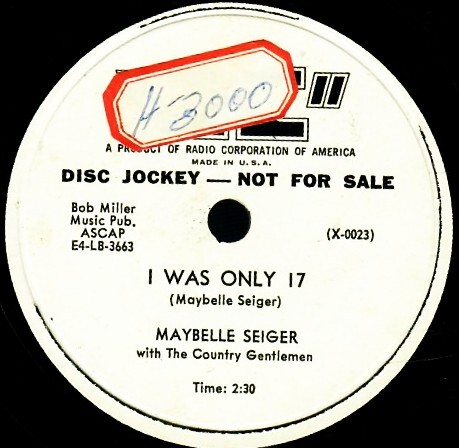 H-3000
A PRODUCT OF RADIO CORPORATION OF AMERICA
MADE IN U.S.A.
DISC JOCKEY — NOT FOR SALE
Bob Miller
Music Pub.
ASCAP
E4-LB-3663
(X-0023)
I WAS ONLY 17
(Maybelle Seiger)
MAYBELLE SEIGER
with The Country Gentlemen
Time: 2:30